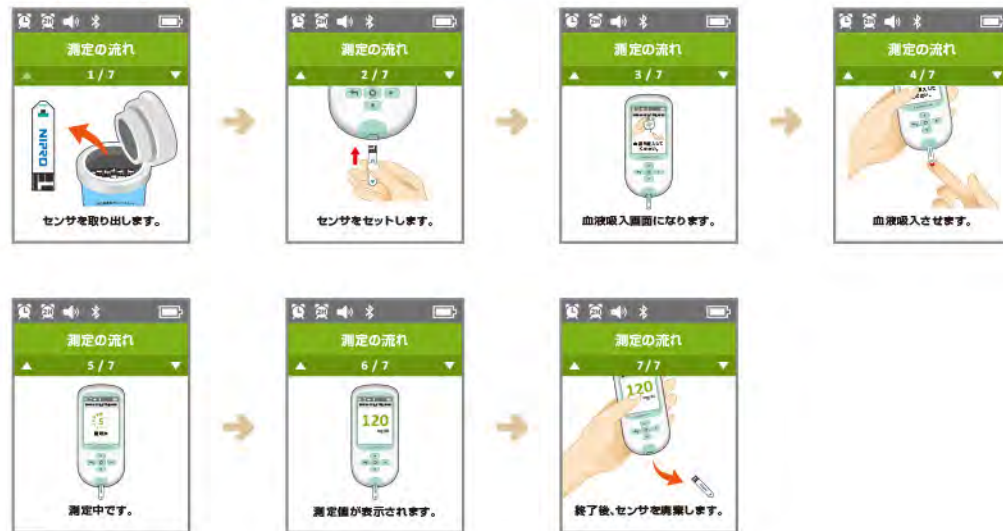 測定の流れ
1/7
NIPRO
センサを取り出します。
測定の流れ
2/7
センサをセットします。
測定の流れ
3/7
血液吸入画面になります。
測定の流れ
4/7
血液吸入させます。
測定の流れ
5/7
5
測定中です。
測定の流れ
6/7
120
mg/dL
測定値が表示されます。
測定の流れ
7/7
120
mg/dL
終了後、センサを廃棄します。